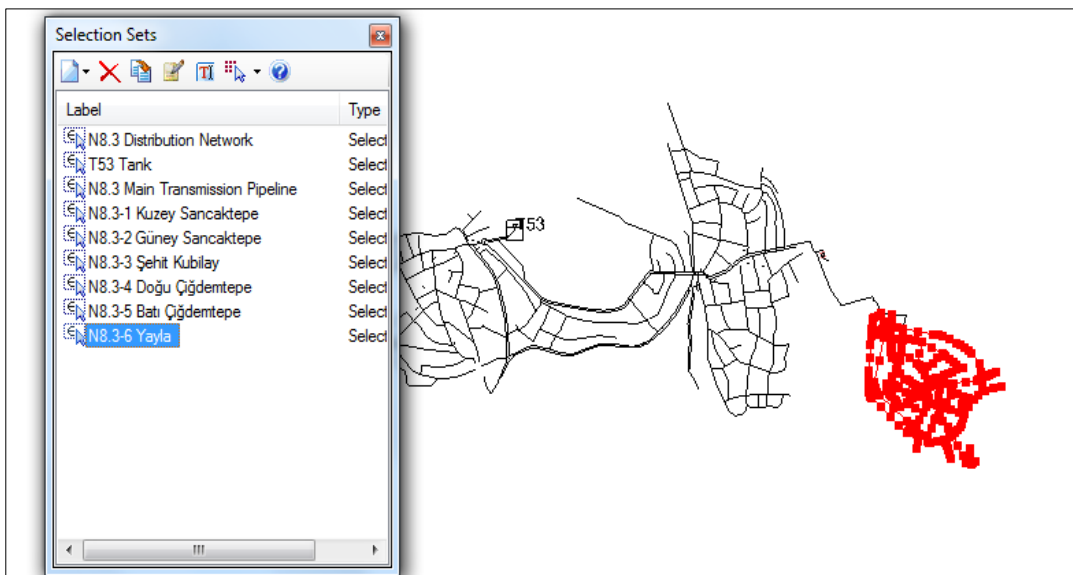 Selection Sets
Label Type
N8.3 Distribution Network Select
T53 Tank Select
N8.3 Main Transmission Pipeline Select
N8.3-1 Kuzey Sancaktepe Select
N8.3-2 Güney Sancaktepe Select
N8.3-3 Şehit Kubilay Select
N8.3-4 Doğu Çiğdemtepe Select
N8.3-5 Batı Çiğdemtepe Select
N8.3-6 Yayla Select
T53